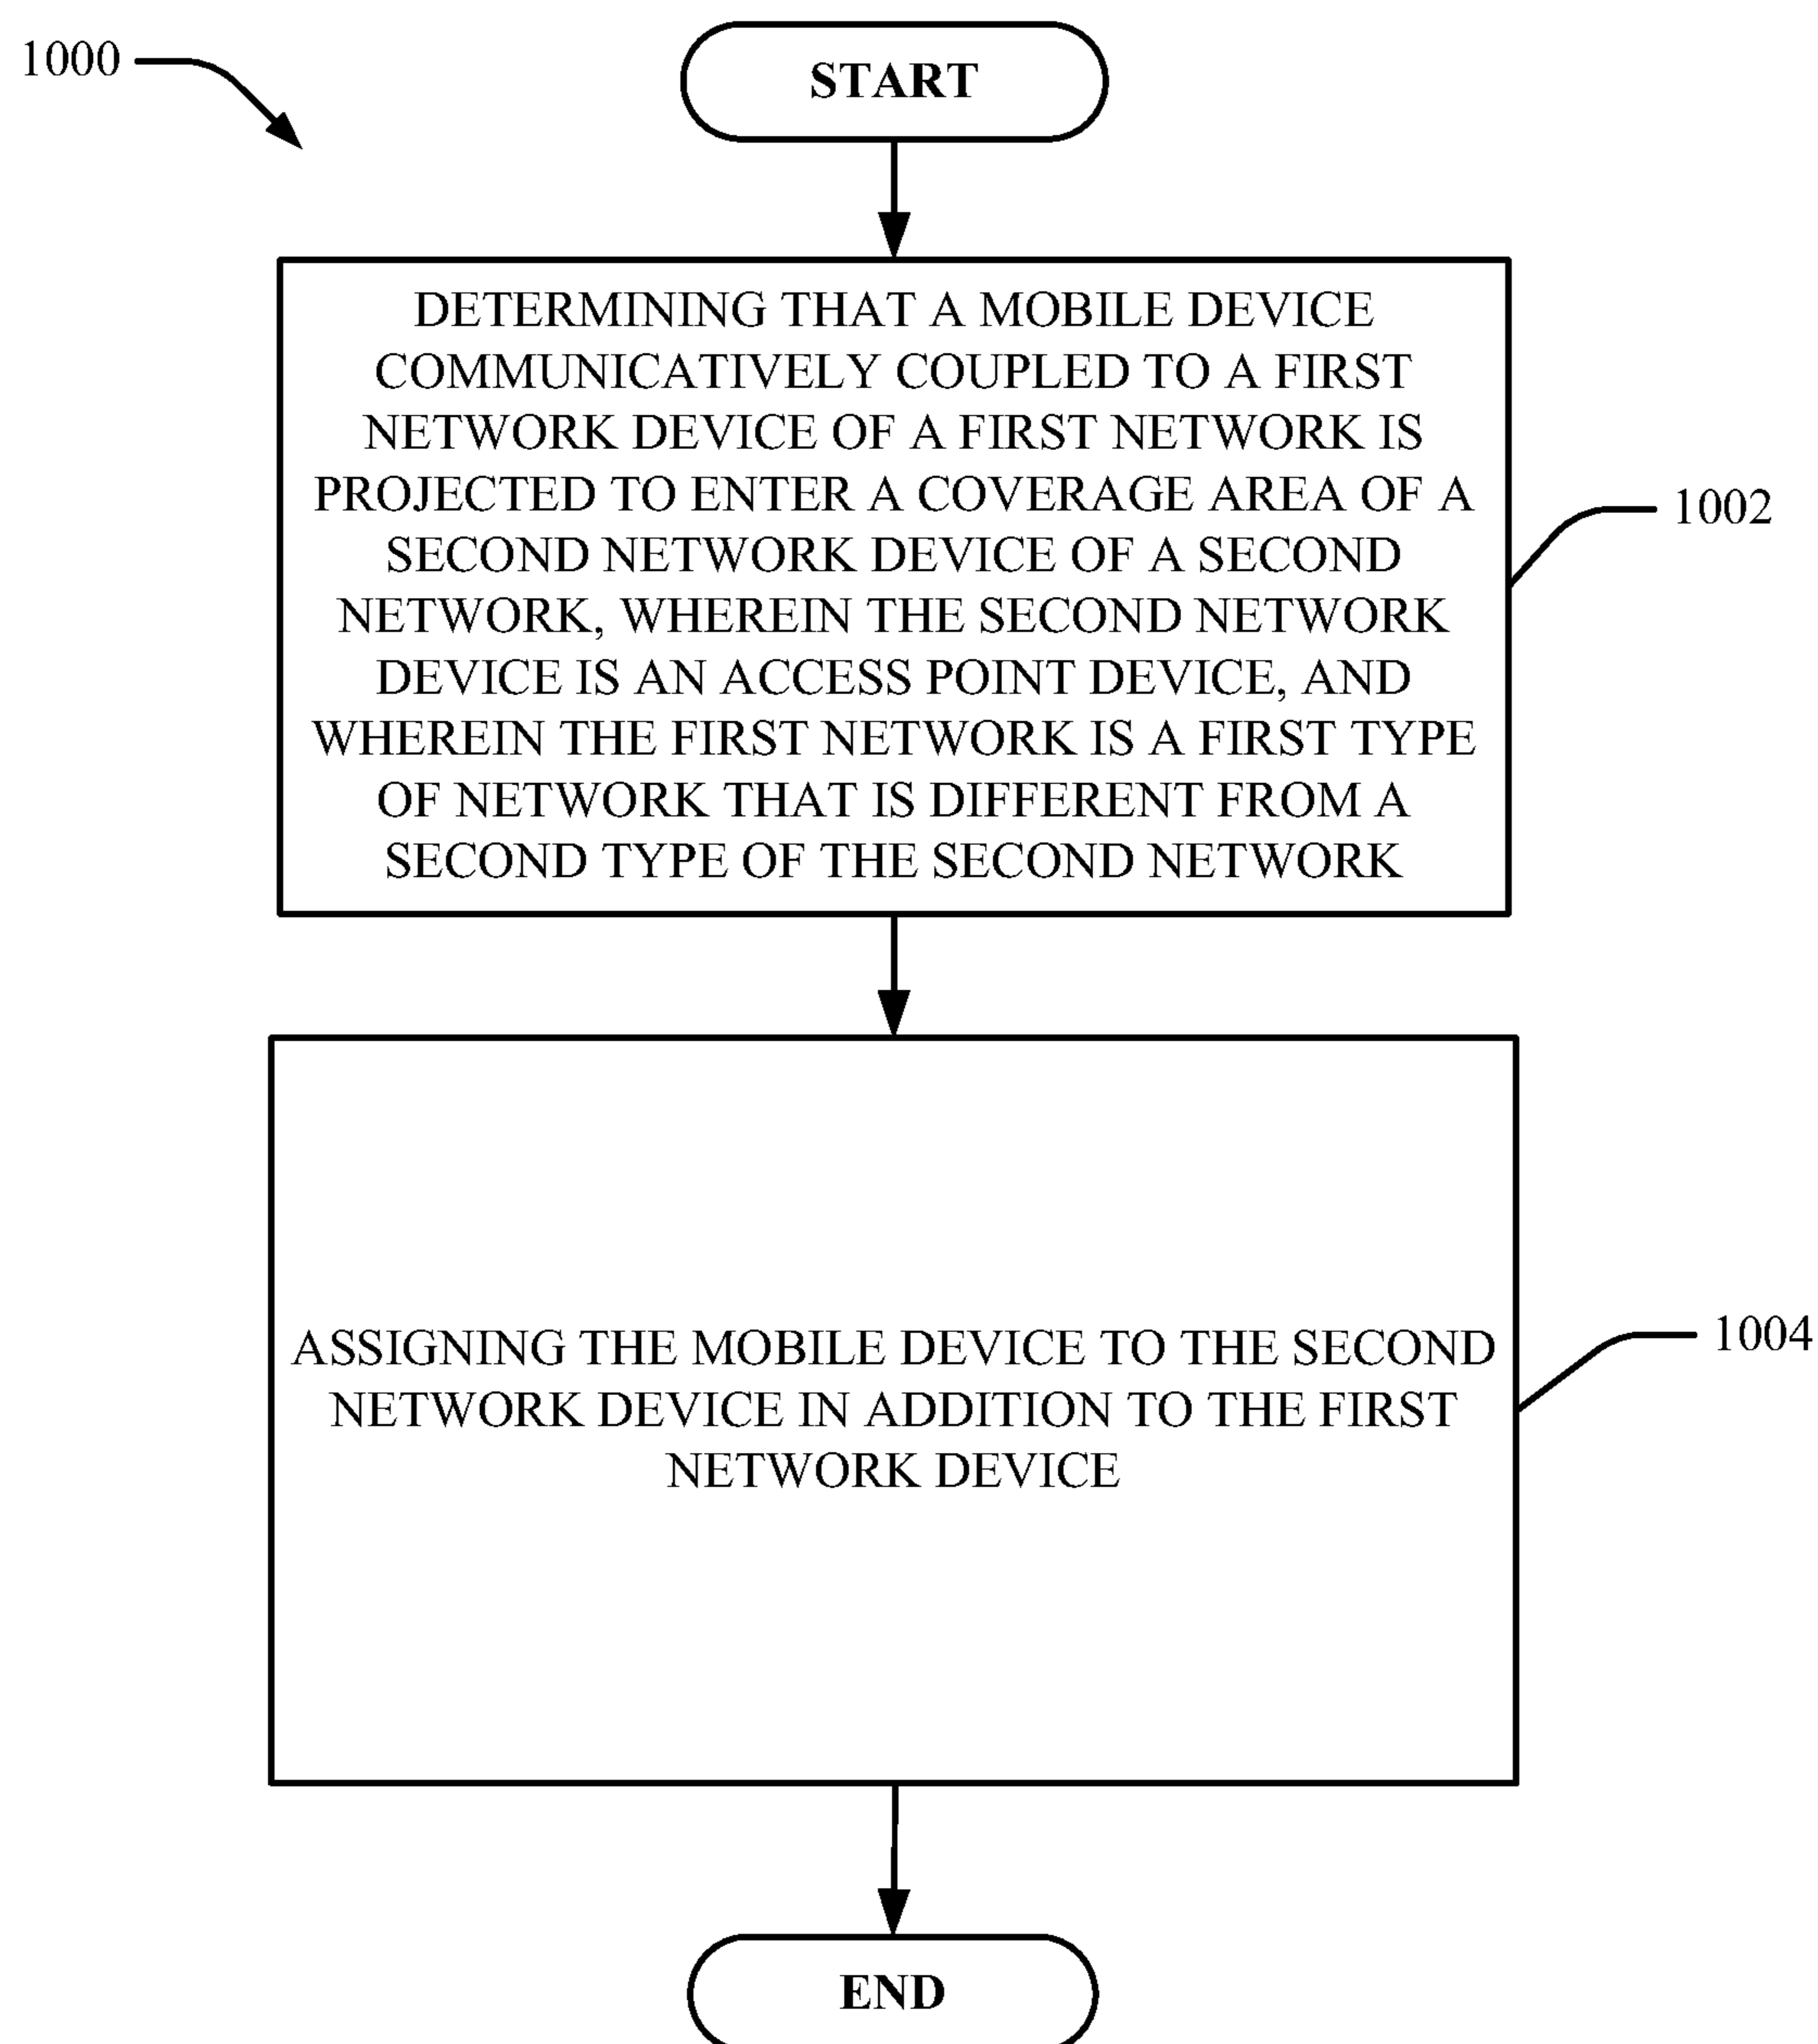 1000
START
DETERMINING THAT A MOBILE DEVICE
COMMUNICATIVELY COUPLED TO A FIRST
NETWORK DEVICE OF A FIRST NETWORK IS
PROJECTED TO ENTER A COVERAGE AREA OF A
SECOND NETWORK DEVICE OF A SECOND
NETWORK, WHEREIN THE SECOND NETWORK
DEVICE IS AN ACCESS POINT DEVICE, AND
WHEREIN THE FIRST NETWORK IS A FIRST TYPE
OF NETWORK THAT IS DIFFERENT FROM A
SECOND TYPE OF THE SECOND NETWORK
1002
ASSIGNING THE MOBILE DEVICE TO THE SECOND
NETWORK DEVICE IN ADDITION TO THE FIRST
NETWORK DEVICE
1004
END